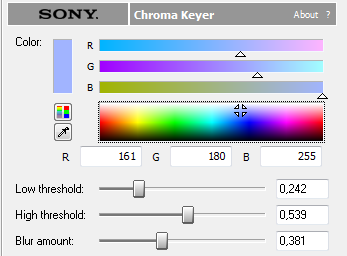 SONY. Chroma Keyer About ?
Color:
R
G
B
R 161 G 180 B 255
Low threshold: 0,242
High threshold: 0,539
Blur amount: 0,381